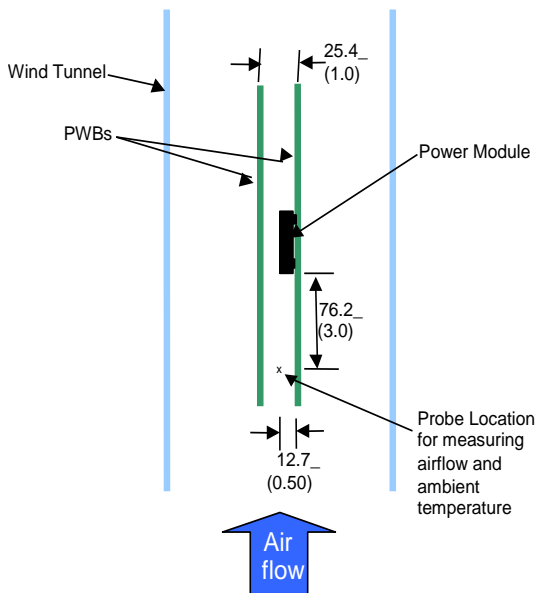 25.4_
(1.0)
Wind Tunnel
PWBs
Power Module
76.2_
(3.0)
x
Probe Location
for measuring
airflow and
ambient
temperature
12.7_
(0.50)
Air
flow